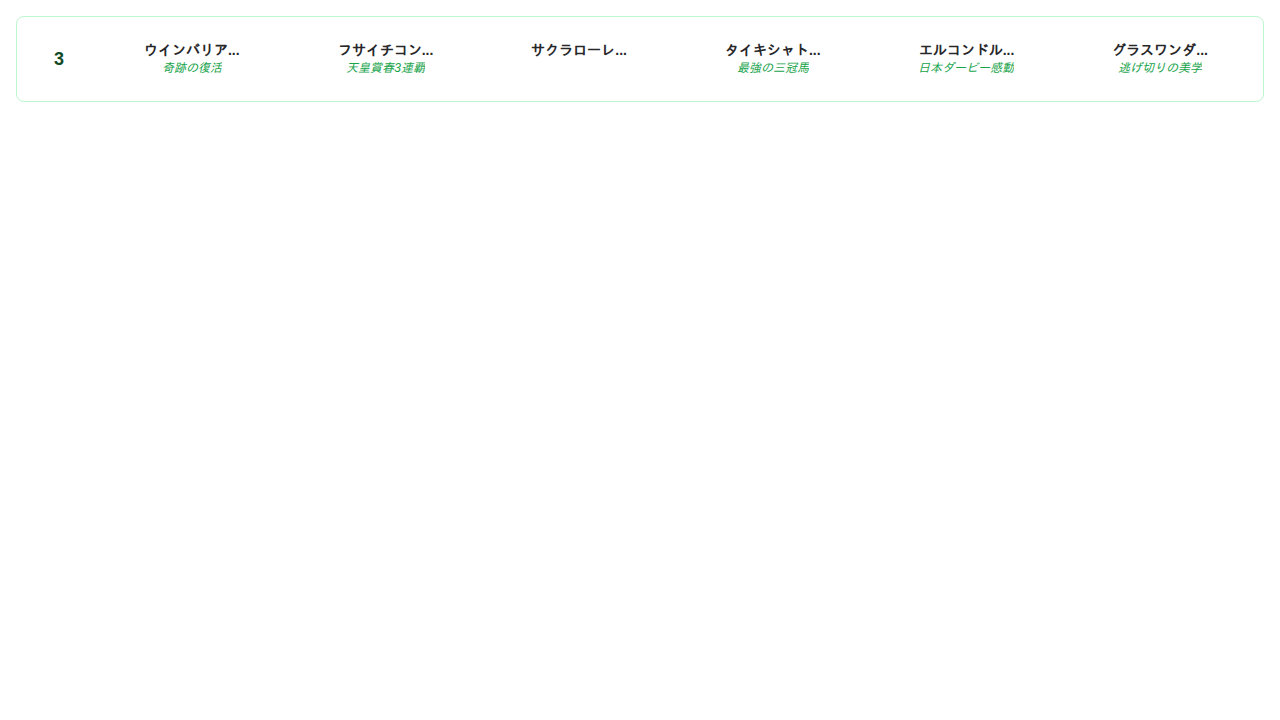 3
ウインバリア...
奇跡の復活
フサイチコン...
天皇賞春3連覇
サクラローレ...
タイキシャト...
最強の三冠馬
エルコンドル...
日本ダービー感動
グラスワンダ...
逃げ切りの美学